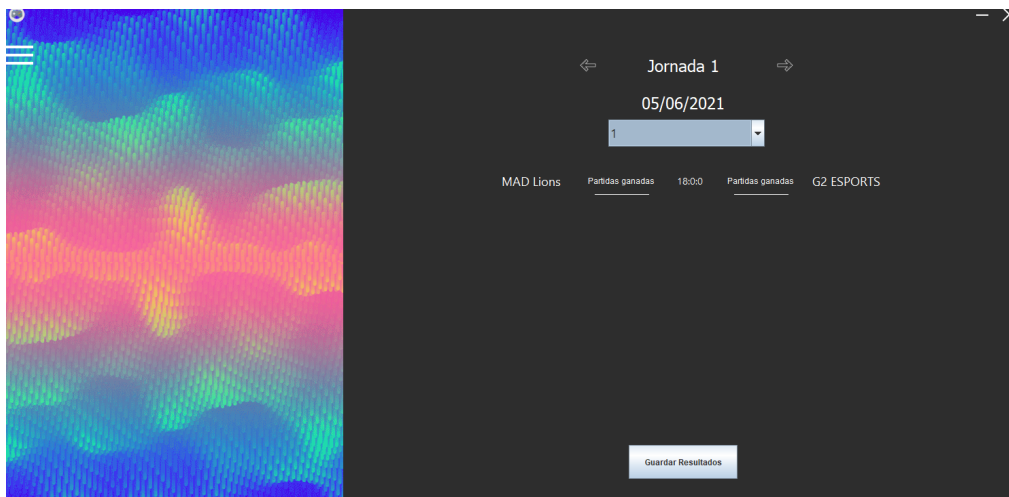 Jornada 1
05/06/2021
1
MAD Lions Partidas ganadas 18:0:0 Partidas ganadas G2 ESPORTS
Guardar Resultados